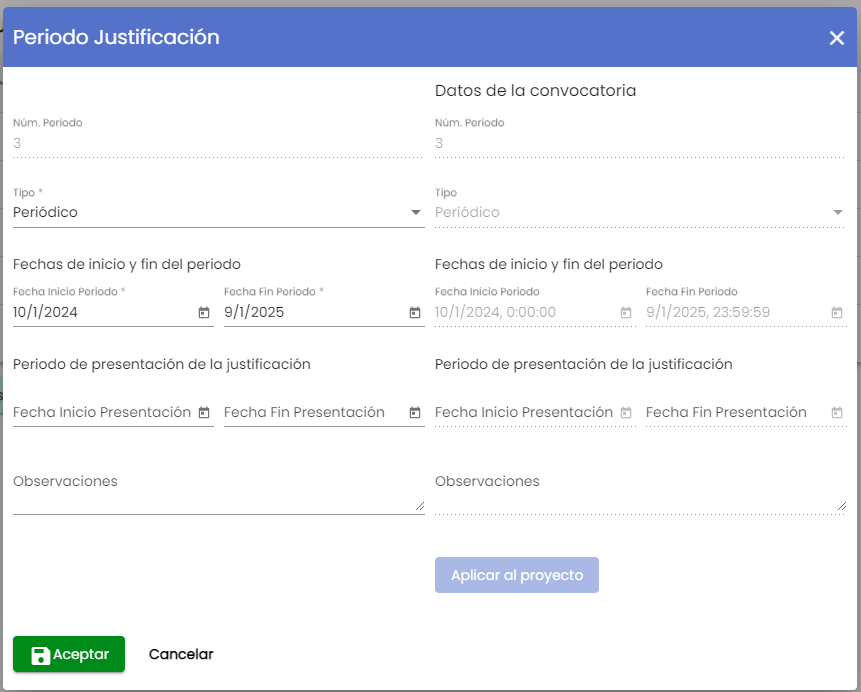 Periodo Justificación
Datos de la convocatoria
Núm. Periodo
Núm. Periodo
3
3
Tipo *
Tipo
Periódico
Periódico
Fechas de inicio y fin del periodo
Fechas de inicio y fin del periodo
Fecha Inicio Periodo *
Fecha Fin Periodo *
Fecha Inicio Periodo
Fecha Fin Periodo
10/1/2024
9/1/2025
10/1/2024, 0:00:00
9/1/2025, 23:59:59
Periodo de presentación de la justificación
Periodo de presentación de la justificación
Fecha Inicio Presentación
Fecha Fin Presentación
Fecha Inicio Presentación
Fecha Fin Presentación
Observaciones
Observaciones
Aplicar al proyecto
Aceptar
Cancelar